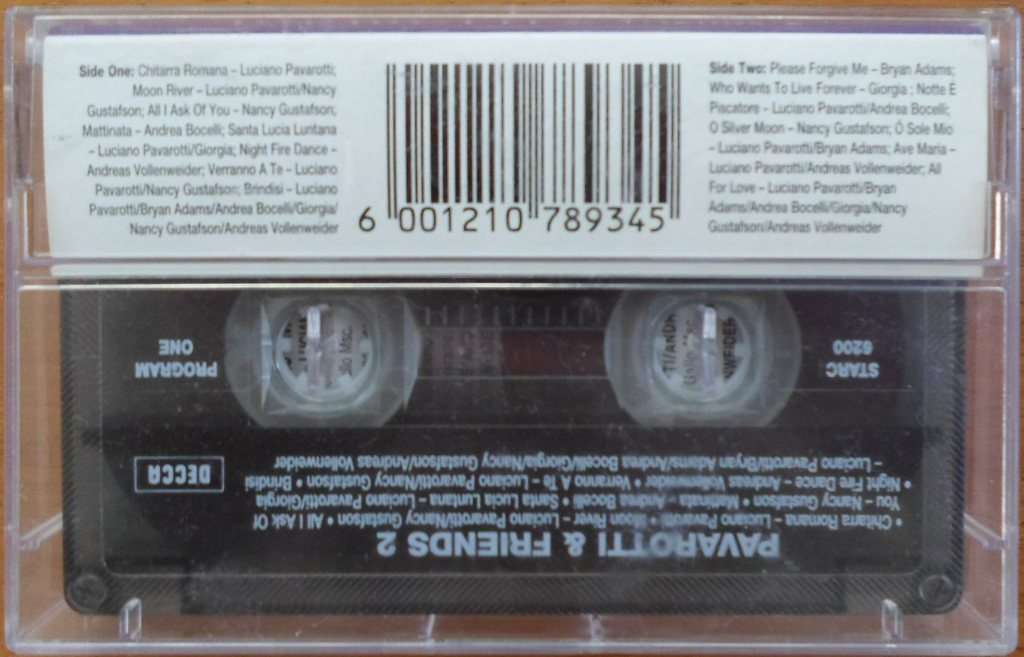 Side One: Chitarra Romana – Luciano Pavarotti;
Moon River – Luciano Pavarotti/Nancy
Gustafson; All I Ask Of You - Nancy Gustafson;
Mattinata – Andrea Bocelli; Santa Lucia Luntana
– Luciano Pavarotti/Giorgia; Night Fire Dance –
Andreas Vollenweider; Verranno A Te – Luciano
Pavarotti/Nancy Gustafson; Brindisi – Luciano
Pavarotti/Bryan Adams/Andrea Bocelli/Giorgia/
Nancy Gustafson/Andreas Vollenweider
6 001210 789345
Side Two: Please Forgive Me – Bryan Adams;
Who Wants To Live Forever – Giorgia ; Notte E
Piscatore – Luciano Pavarotti/Andrea Bocelli;
O Silver Moon – Nancy Gustafson; Ó Sole Mio
– Luciano Pavarotti/Bryan Adams; Ave Maria –
Luciano Pavarotti/Andreas Vollenweider; All
For Love – Luciano Pavarotti/Bryan
Adams/Andrea Bocelli/Giorgia/Nancy
Gustafson/Andreas Vollenweider
PAVAROTTI & FRIENDS 2
• Chitarra Romana – Luciano Pavarotti • Moon River – Luciano Pavarotti/Nancy Gustafson • All I Ask Of
You – Nancy Gustafson • Mattinata – Andrea Bocelli • Santa Lucia Luntana – Luciano Pavarotti/Giorgia
• Night Fire Dance – Andreas Vollenweider • Verranno A Te – Luciano Pavarotti/Nancy Gustafson • Brindisi
– Luciano Pavarotti/Bryan Adams/Andrea Bocelli/Giorgia/Nancy Gustafson/Andreas Vollenweider
DECCA
STARC
6200
PROGRAM
ONE